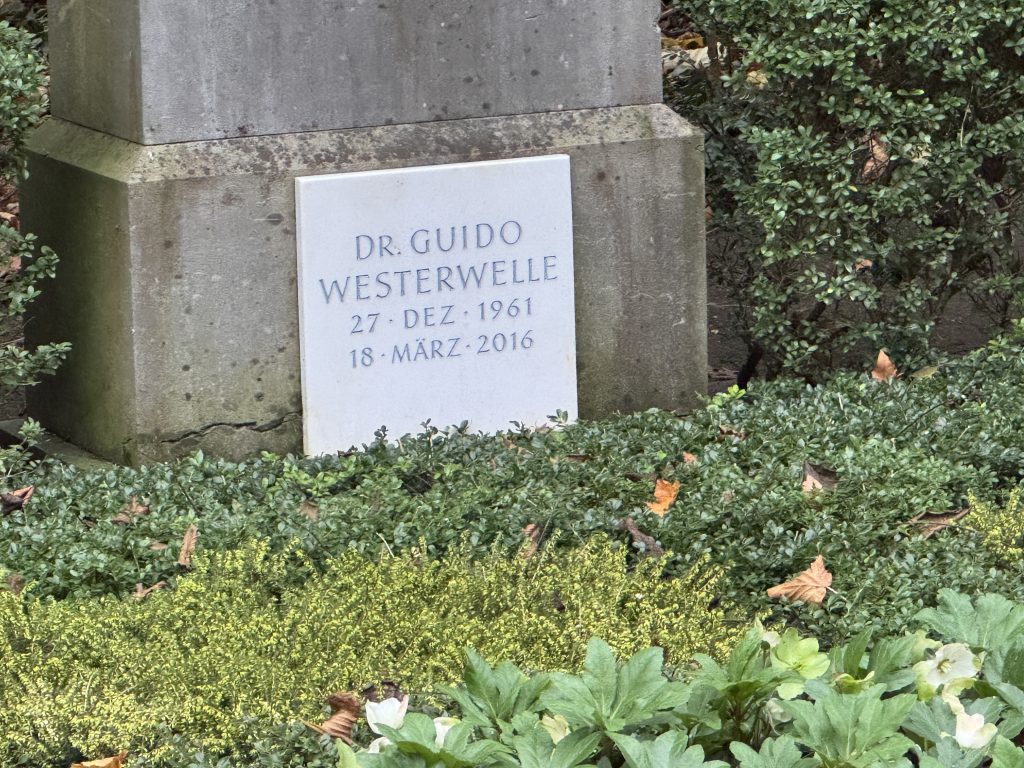 DR. GUIDO
WESTERWELLE
27 · DEZ · 1961
18 · MÄRZ · 2016